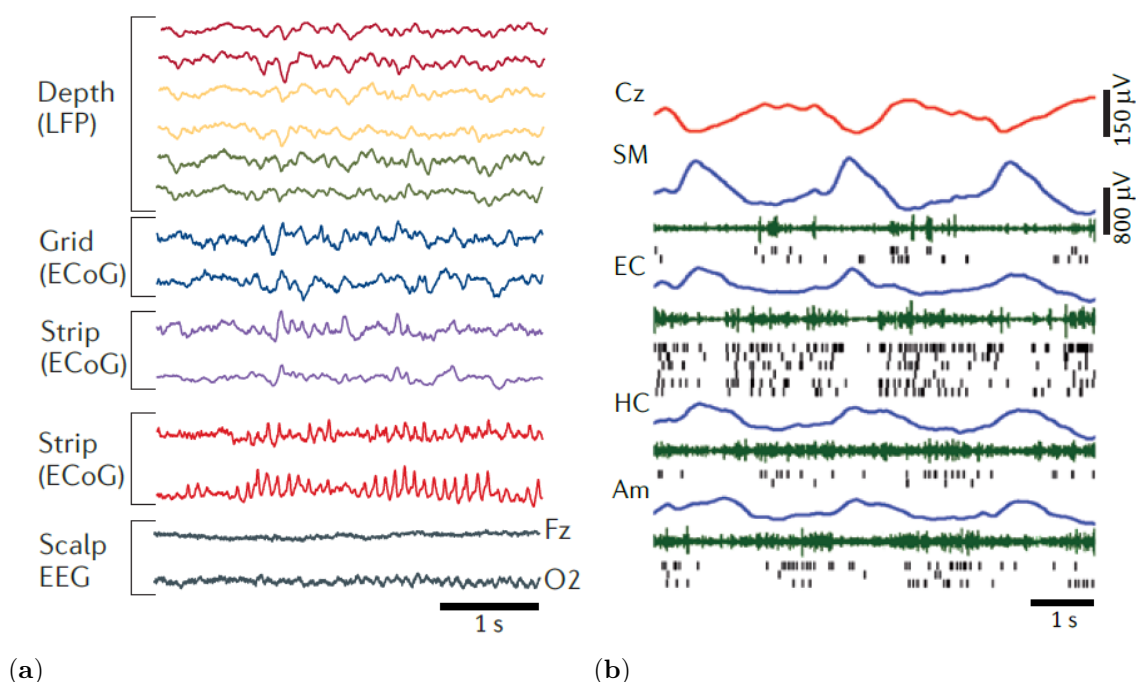 Depth
(LFP)
Grid
(ECoG)
Strip
(ECoG)
Strip
(ECoG)
Scalp
EEG
Fz
O2
1 s
(a)
Cz
150 μV
SM
800 μV
EC
HC
Am
1 s
(b)